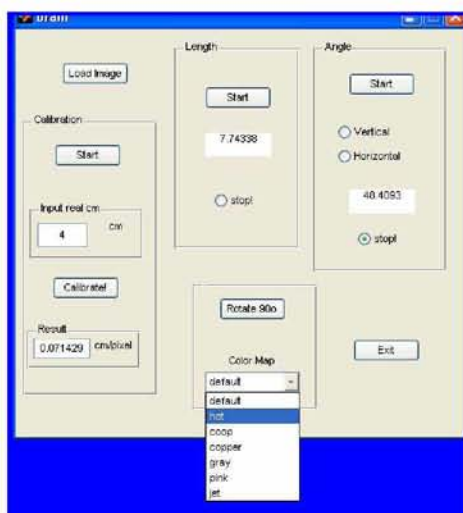 Brain
Load Image
Calibration
Start
Input real cm
4
cm
Calibrate!
Result
0.071429
cm/pixel
Length
Start
7.74338
stop!
Angle
Start
Vertical
Horizontal
48.4093
stop!
Rotate 90o
Color Map
default
default
hot
coop
copper
gray
pink
jet
Exit